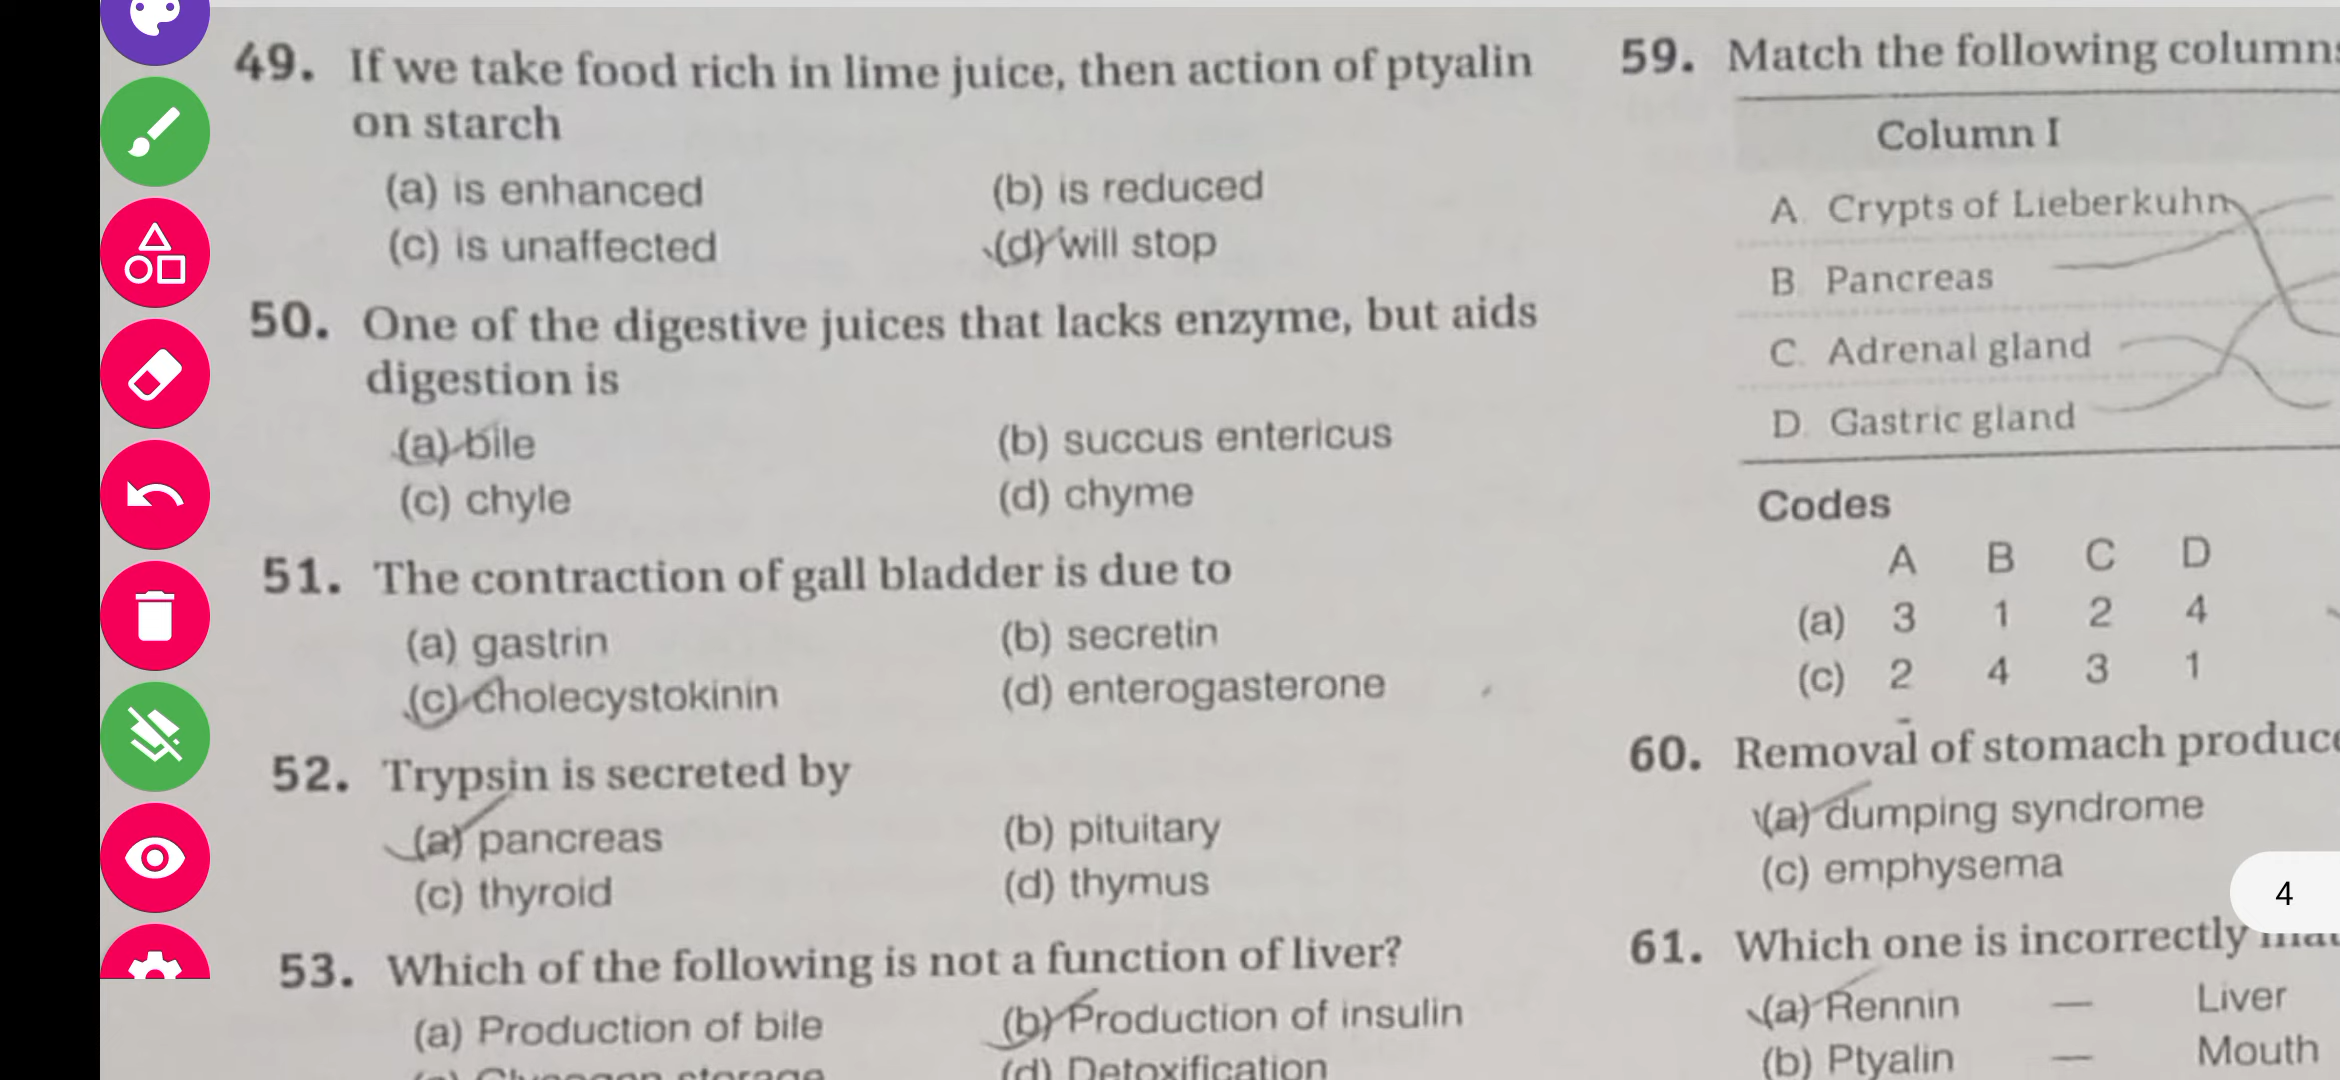 49. If we take food rich in lime juice, then action of ptyalin
on starch
(a) is enhanced (b) is reduced
(c) is unaffected (d) will stop
50. One of the digestive juices that lacks enzyme, but aids
digestion is
(a) bile (b) succus entericus
(c) chyle (d) chyme
51. The contraction of gall bladder is due to
(a) gastrin (b) secretin
(c) cholecystokinin (d) enterogasterone
52. Trypsin is secreted by
(a) pancreas (b) pituitary
(c) thyroid (d) thymus
53. Which of the following is not a function of liver?
(a) Production of bile (b) Production of insulin
(d) Detoxification
59. Match the following columns
Column I
A. Crypts of Lieberkuhn
B. Pancreas
C. Adrenal gland
D. Gastric gland
Codes
A B C D
(a) 3 1 2 4
(c) 2 4 3 1
60. Removal of stomach
(a) dumping syndrome
(c) emphysema
4
61. Which one is incorrectly
(a) Rennin — Liver
(b) Ptyalin — Mouth